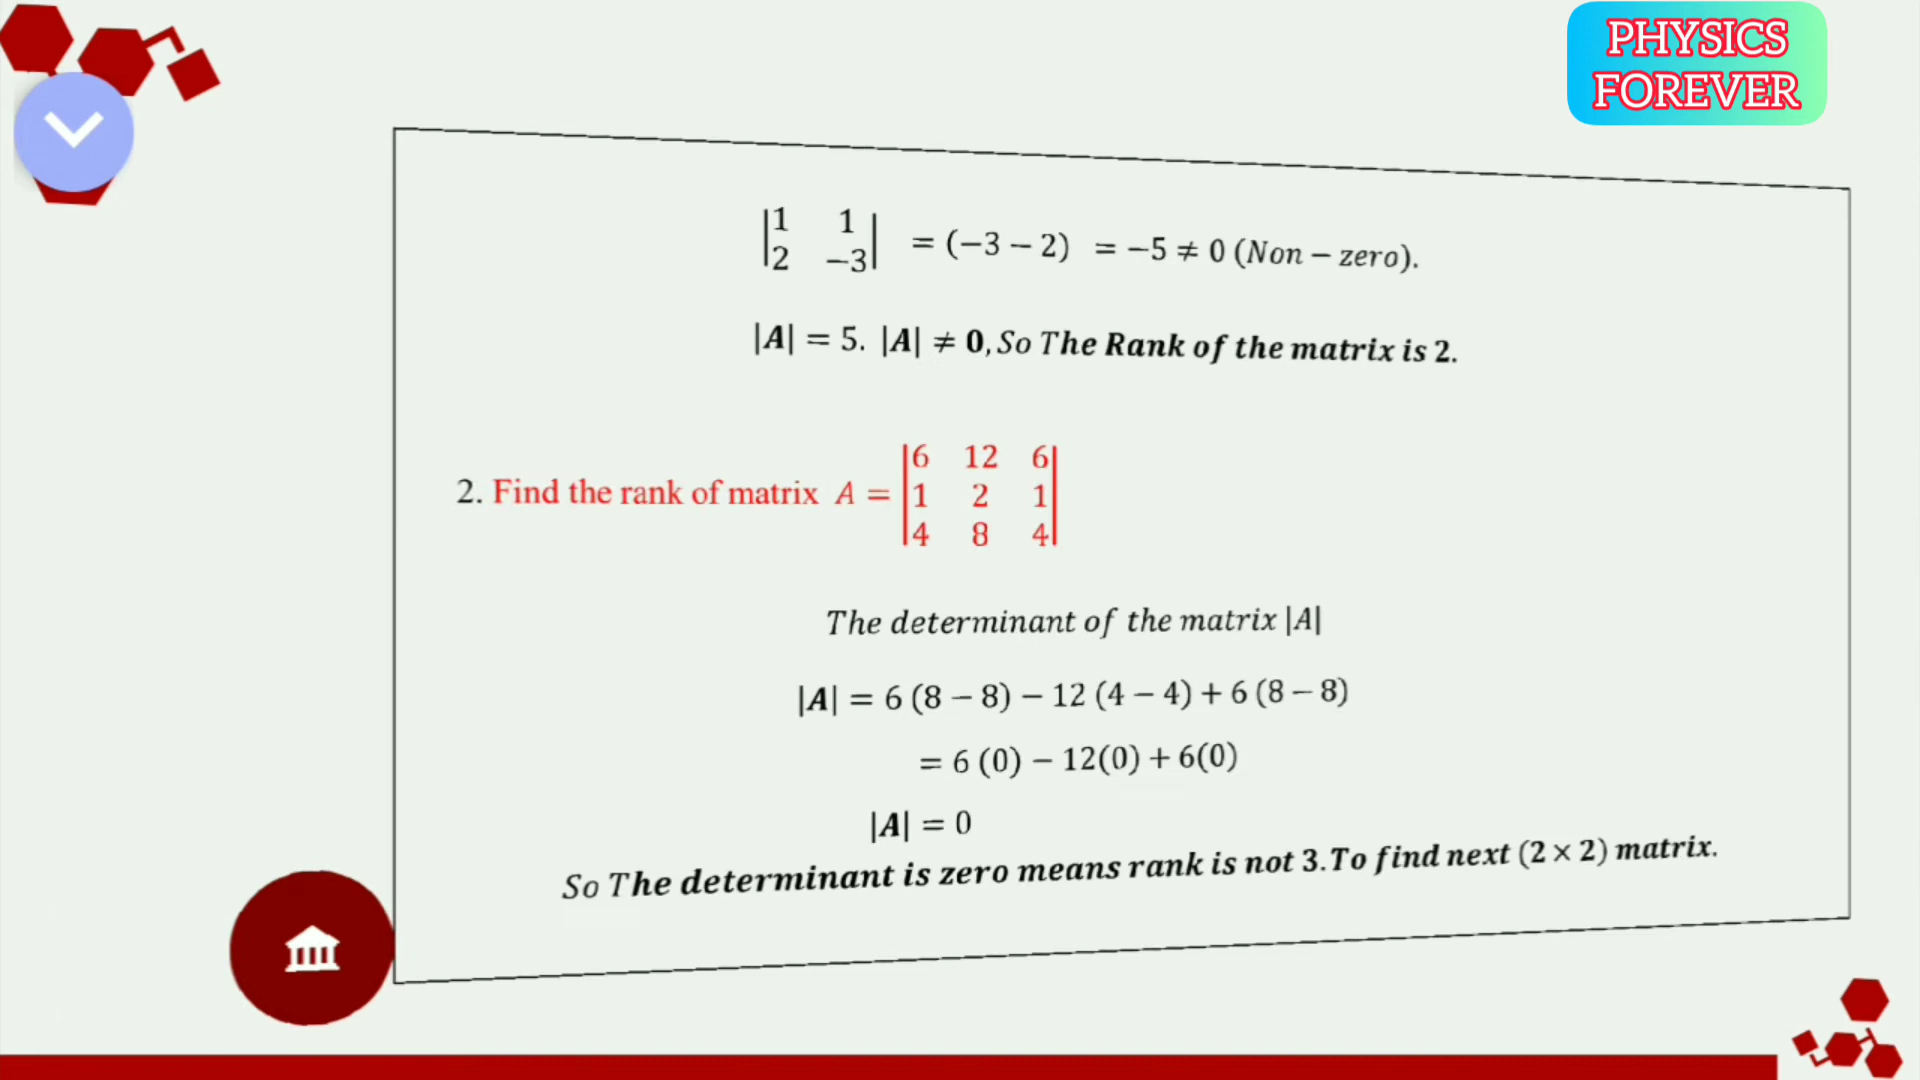 PHYSICS
FOREVER
|1 1|
|2 −3| = (−3 − 2) = −5 ≠ 0 (Non − zero).
|A| = 5. |A| ≠ 0, So The Rank of the matrix is 2.
|6 12 6|
2. Find the rank of matrix A = |1 2 1|
|4 8 4|
The determinant of the matrix |A|
|A| = 6 (8 − 8) − 12 (4 − 4) + 6 (8 − 8)
= 6 (0) − 12(0) + 6(0)
|A| = 0
So The determinant is zero means rank is not 3. To find next (2 × 2) matrix.